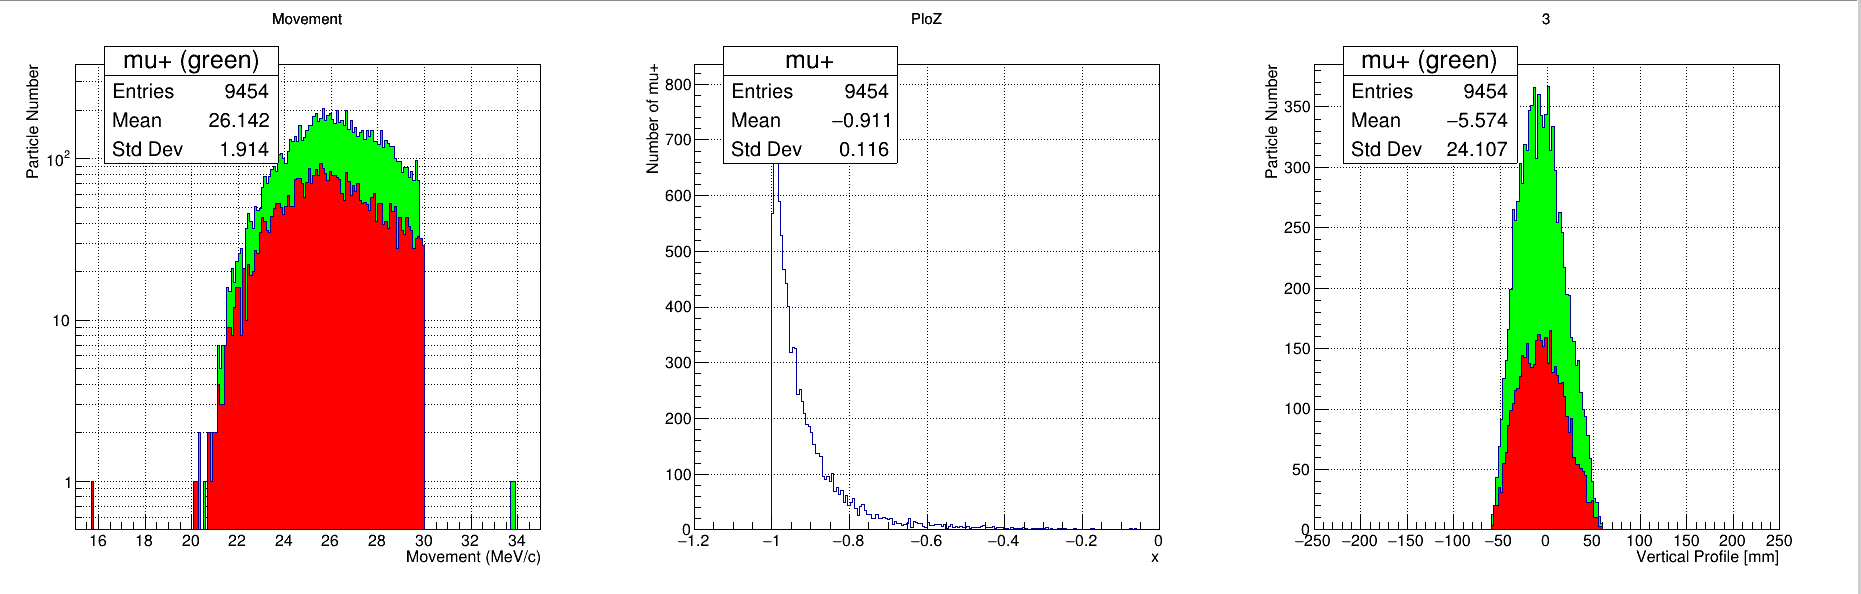 Movement
mu+ (green)
Entries 9454
Mean 26.142
Std Dev 1.914
Particle Number
10²
10
1
16 18 20 22 24 26 28 30 32 34
Movement (MeV/c)
PloZ
mu+
Entries 9454
Mean −0.911
Std Dev 0.116
Number of mu+
800
700
600
500
400
300
200
100
0
−1.2 −1 −0.8 −0.6 −0.4 −0.2 0
x
3
mu+ (green)
Entries 9454
Mean −5.574
Std Dev 24.107
Particle Number
350
300
250
200
150
100
50
0
−250 −200 −150 −100 −50 0 50 100 150 200 250
Vertical Profile [mm]